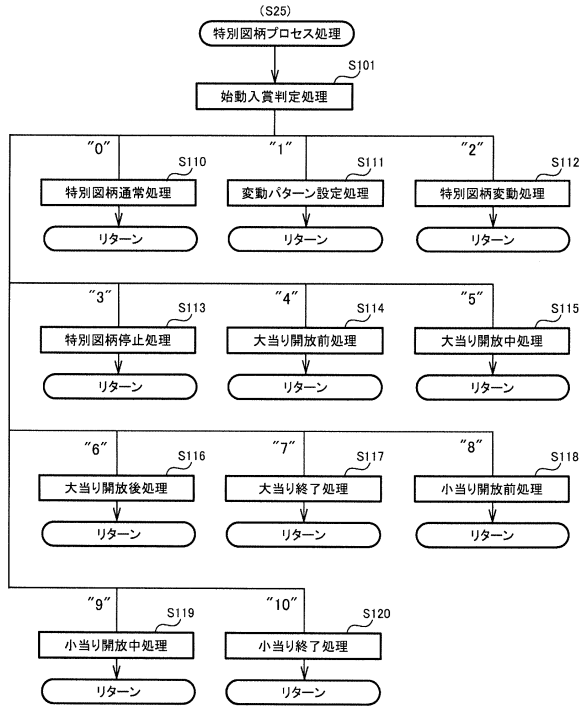 (S25)
特別図柄プロセス処理
S101
始動入賞判定処理
"0"
"1"
"2"
S110
S111
S112
特別図柄通常処理
変動パターン設定処理
特別図柄変動処理
リターン
リターン
リターン
"3"
"4"
"5"
S113
S114
S115
特別図柄停止処理
大当り開放前処理
大当り開放中処理
リターン
リターン
リターン
"6"
"7"
"8"
S116
S117
S118
大当り開放後処理
大当り終了処理
小当り開放前処理
リターン
リターン
リターン
"9"
"10"
S119
S120
小当り開放中処理
小当り終了処理
リターン
リターン